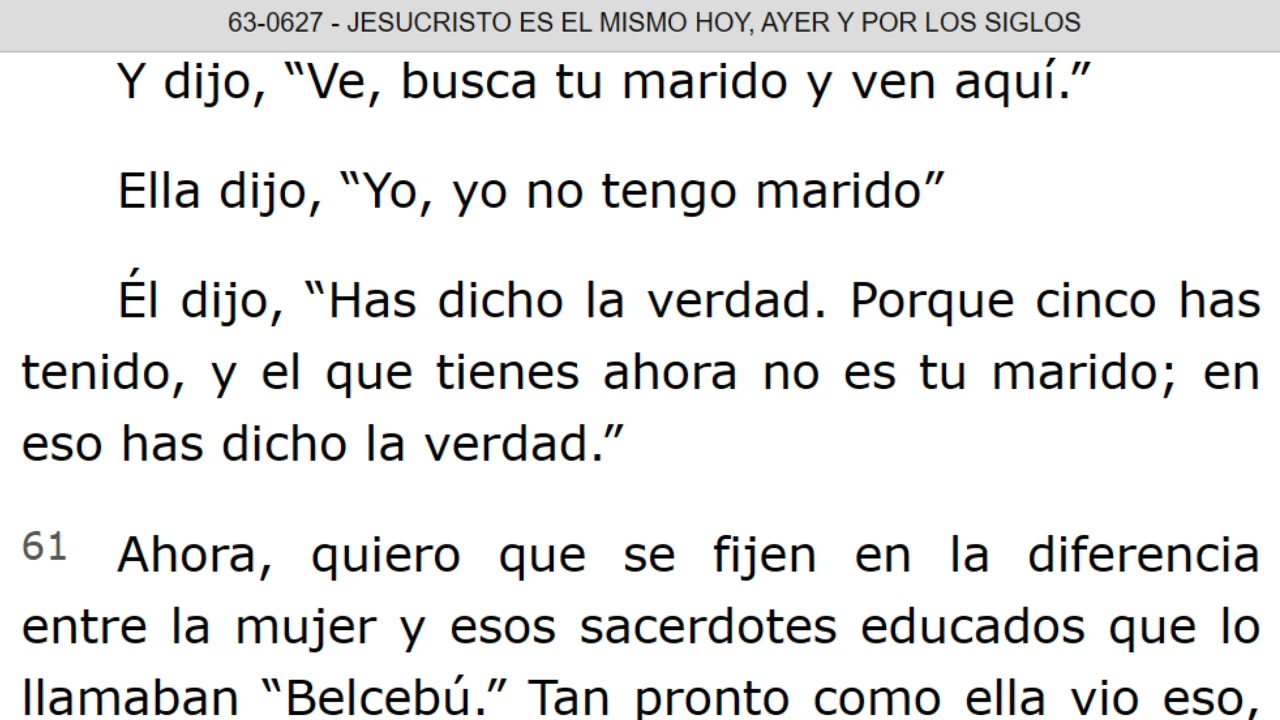 63-0627 - JESUCRISTO ES EL MISMO HOY, AYER Y POR LOS SIGLOS
Y dijo, “Ve, busca tu marido y ven aquí.”
Ella dijo, “Yo, yo no tengo marido”
Él dijo, “Has dicho la verdad. Porque cinco has
tenido, y el que tienes ahora no es tu marido; en
eso has dicho la verdad.”
61 Ahora, quiero que se fijen en la diferencia
entre la mujer y esos sacerdotes educados que lo
llamaban “Belcebú.” Tan pronto como ella vio eso,